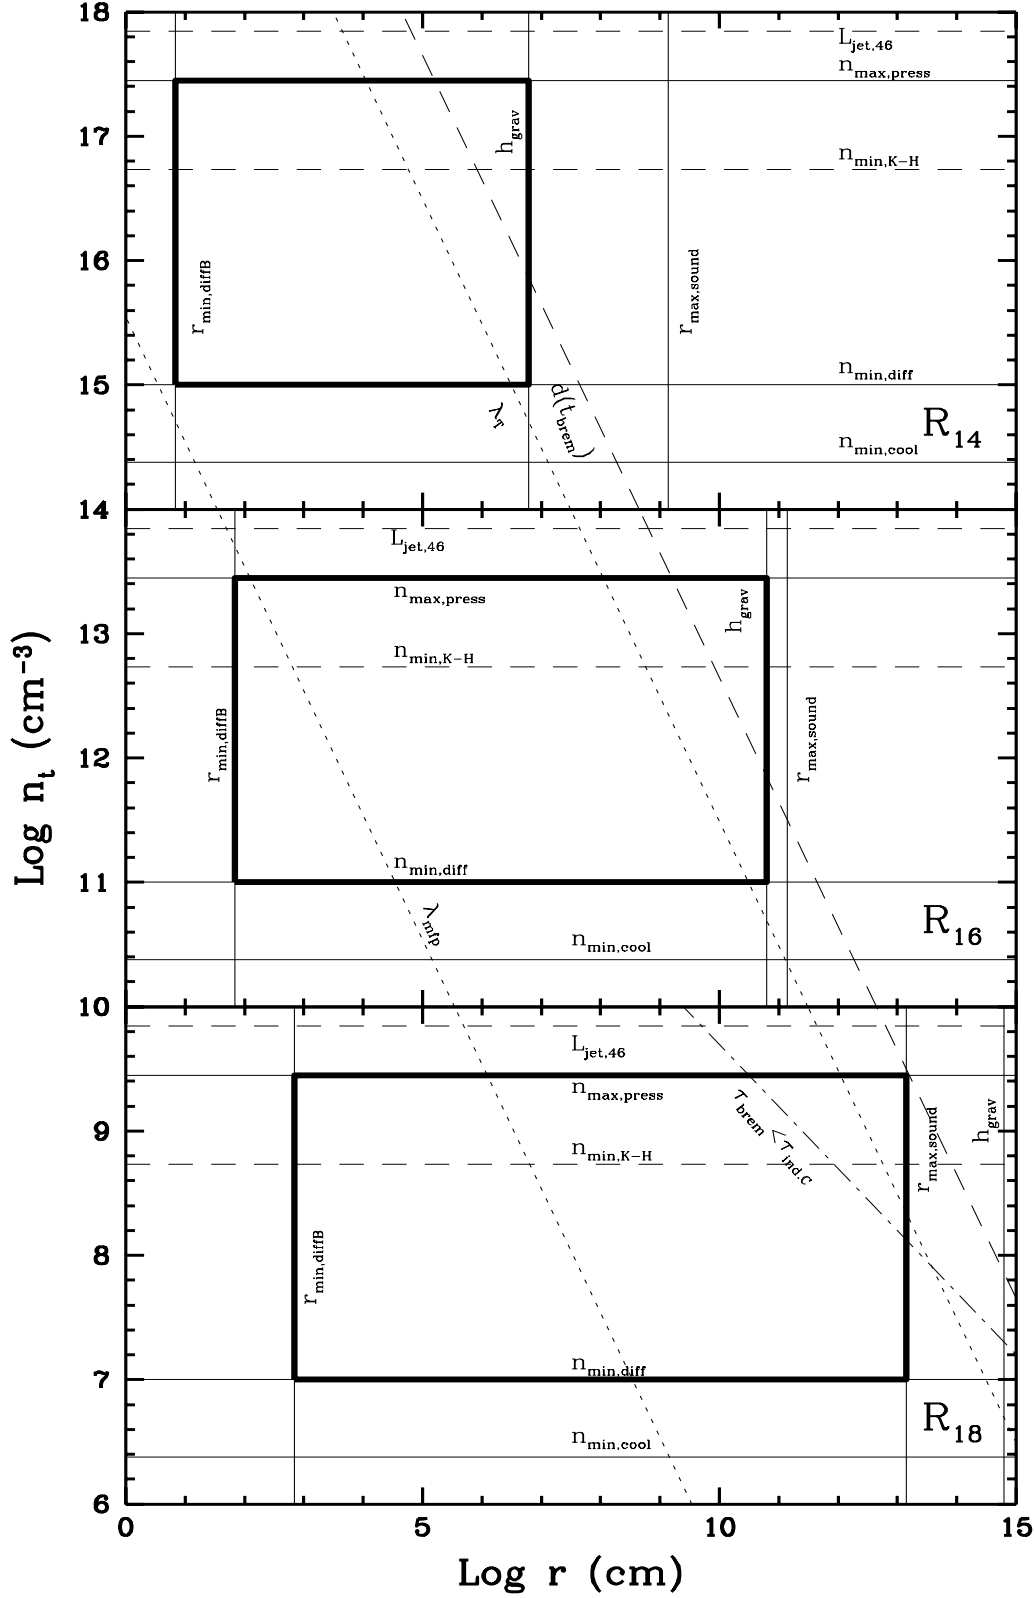 18
L_jet,46
n_max,press
17
h_grav
n_min,K-H
16
r_min,diffB
r_max,sound
15
n_min,diff
λ_T
d(t_brem)
R_14
n_min,cool
14
L_jet,46
n_max,press
h_grav
13
n_min,K-H
r_min,diffB
r_max,sound
12
n_min,diff
11
λ_mfp
R_16
n_min,cool
10
L_jet,46
n_max,press
τ_brem < τ_ind.C
r_max,sound
h_grav
9
n_min,K-H
r_min,diffB
8
n_min,diff
7
R_18
n_min,cool
6
0 5 10 15
Log r (cm)
Log n_t (cm^-3)